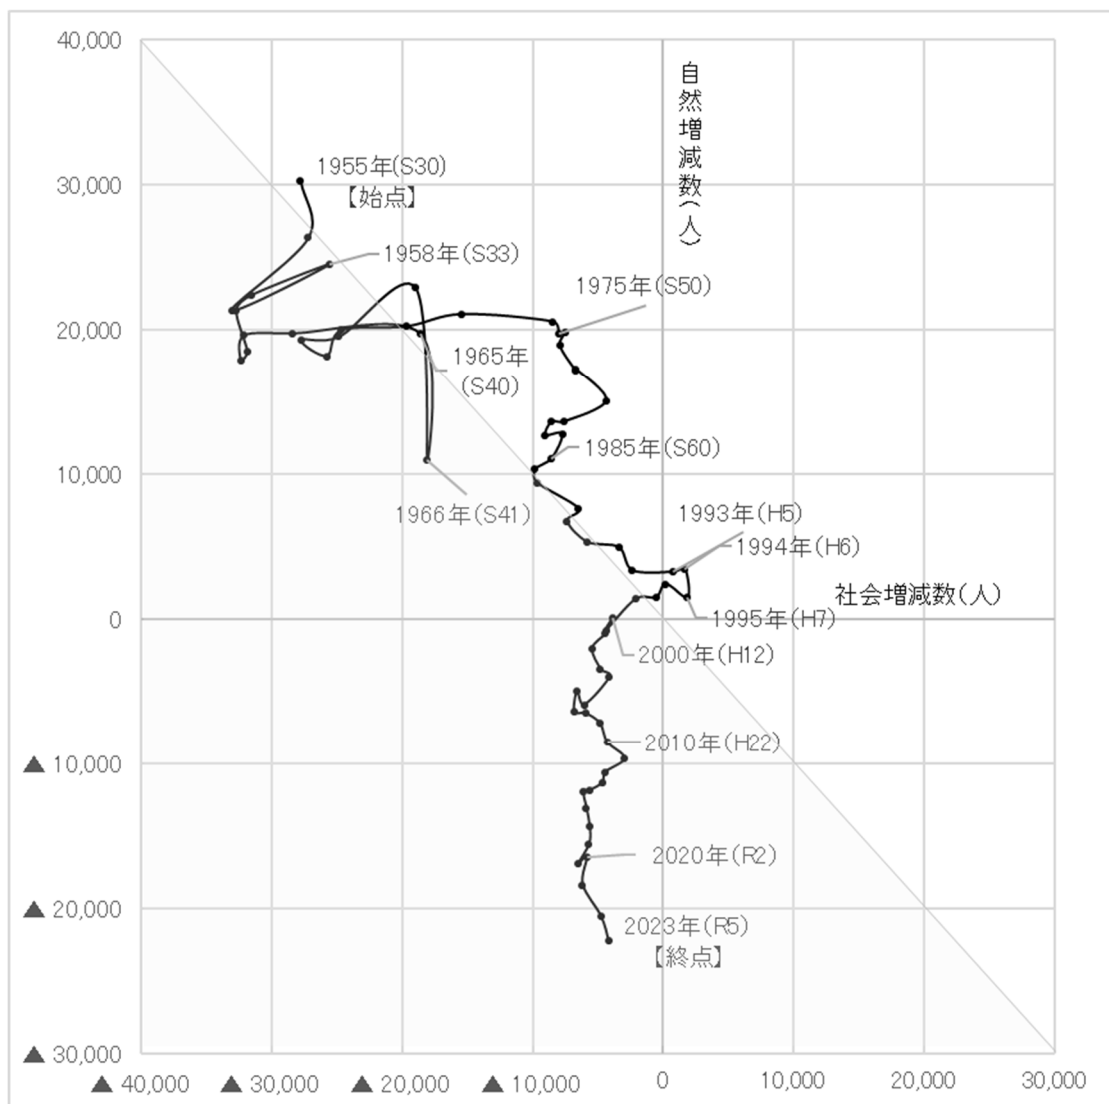 40,000
自然増減数(人)
1955年(S30)
【始点】
30,000
1958年(S33)
1975年(S50)
20,000
1965年
(S40)
1985年(S60)
10,000
1966年(S41)
1993年(H5)
1994年(H6)
社会増減数(人)
0
1995年(H7)
2000年(H12)
2010年(H22)
▲ 10,000
2020年(R2)
▲ 20,000
2023年(R5)
【終点】
▲ 30,000
▲ 40,000 ▲ 30,000 ▲ 20,000 ▲ 10,000 0 10,000 20,000 30,000